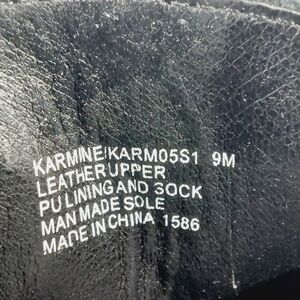 KARMINE/KARM05S1 9M
LEATHER UPPER
PU LINING AND SOCK
MAN MADE SOLE
MADE IN CHINA 1586